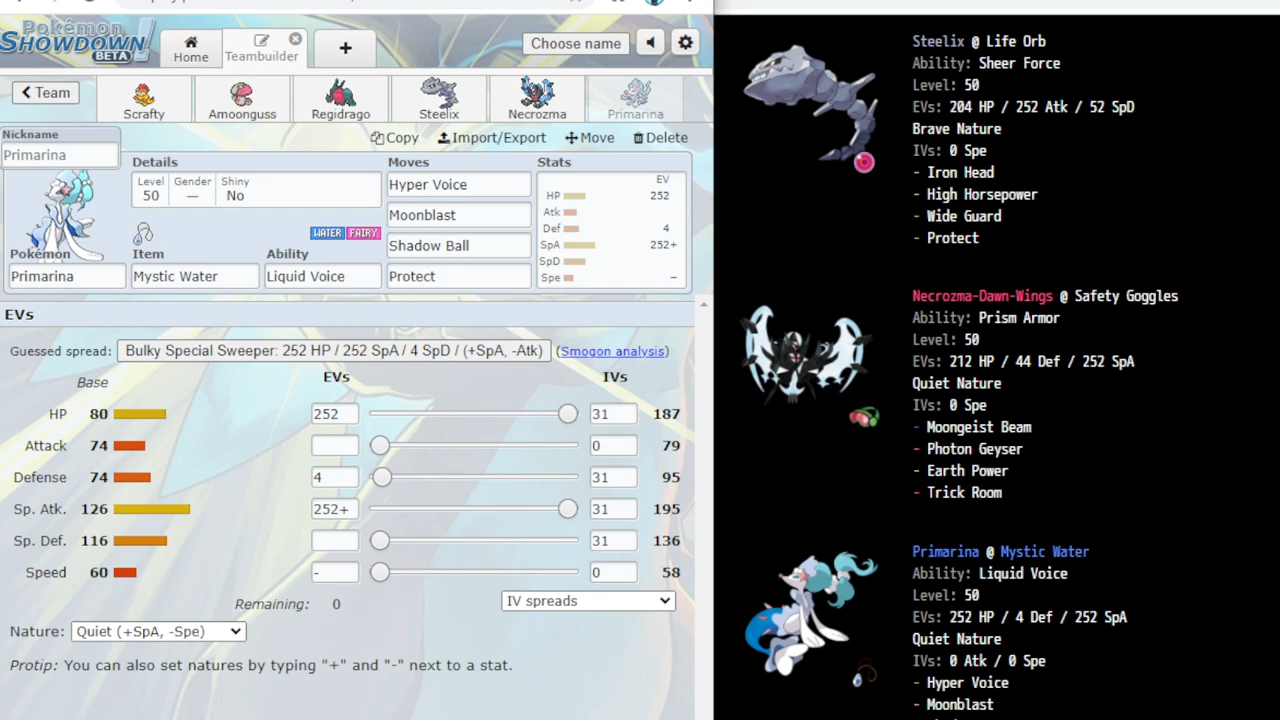 Pokémon
SHOWDOWN!
BETA
Home
Teambuilder
+
Choose name
Team
Scrafty
Amoonguss
Regidrago
Steelix
Necrozma
Primarina
Copy
Import/Export
Move
Delete
Nickname
Primarina
Details
Level
50
Gender
—
Shiny
No
WATER
FAIRY
Pokémon
Primarina
Item
Mystic Water
Ability
Liquid Voice
Moves
Hyper Voice
Moonblast
Shadow Ball
Protect
Stats
EV
HP 252
Atk
Def 4
SpA 252+
SpD
Spe –
EVs
Guessed spread: Bulky Special Sweeper: 252 HP / 252 SpA / 4 SpD / (+SpA, -Atk) (Smogon analysis)
Base EVs IVs
HP 80 252 31 187
Attack 74 0 79
Defense 74 4 31 95
Sp. Atk. 126 252+ 31 195
Sp. Def. 116 31 136
Speed 60 - 0 58
Remaining: 0
IV spreads
Nature: Quiet (+SpA, -Spe)
Protip: You can also set natures by typing "+" and "-" next to a stat.
Steelix @ Life Orb
Ability: Sheer Force
Level: 50
EVs: 204 HP / 252 Atk / 52 SpD
Brave Nature
IVs: 0 Spe
- Iron Head
- High Horsepower
- Wide Guard
- Protect
Necrozma-Dawn-Wings @ Safety Goggles
Ability: Prism Armor
Level: 50
EVs: 212 HP / 44 Def / 252 SpA
Quiet Nature
IVs: 0 Spe
- Moongeist Beam
- Photon Geyser
- Earth Power
- Trick Room
Primarina @ Mystic Water
Ability: Liquid Voice
Level: 50
EVs: 252 HP / 4 Def / 252 SpA
Quiet Nature
IVs: 0 Atk / 0 Spe
- Hyper Voice
- Moonblast